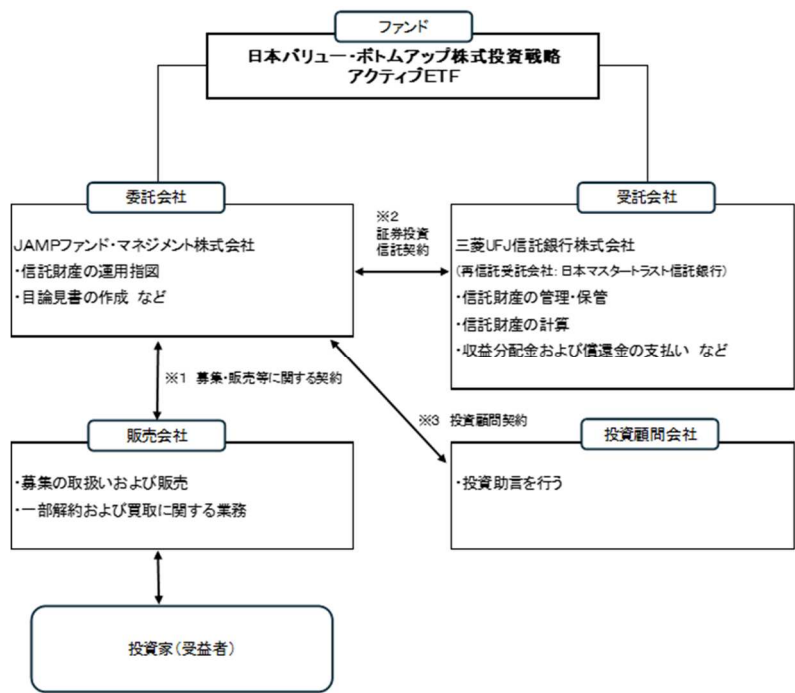 ファンド
日本バリュー・ボトムアップ株式投資戦略
アクティブETF
委託会社
JAMPファンド・マネジメント株式会社
・信託財産の運用指図
・目論見書の作成 など
※2
証券投資
信託契約
受託会社
三菱UFJ信託銀行株式会社
(再信託受託会社:日本マスタートラスト信託銀行)
・信託財産の管理・保管
・信託財産の計算
・収益分配金および償還金の支払い など
※1 募集・販売等に関する契約
※3 投資顧問契約
販売会社
・募集の取扱いおよび販売
・一部解約および買取に関する業務
投資顧問会社
・投資助言を行う
投資家(受益者)